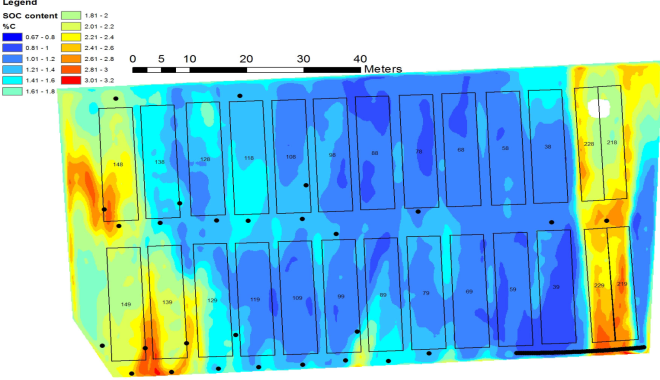 Legend
SOC content
%C
0.67 - 0.8
0.81 - 1
1.01 - 1.2
1.21 - 1.4
1.41 - 1.6
1.61 - 1.8
1.81 - 2
2.01 - 2.2
2.21 - 2.4
2.41 - 2.6
2.61 - 2.8
2.81 - 3
3.01 - 3.2
0 5 10 20 30 40
Meters
148 138 128 118 108 98 88 78 68 58 38 228 218
149 139 129 119 109 99 89 79 69 59 39 229 219